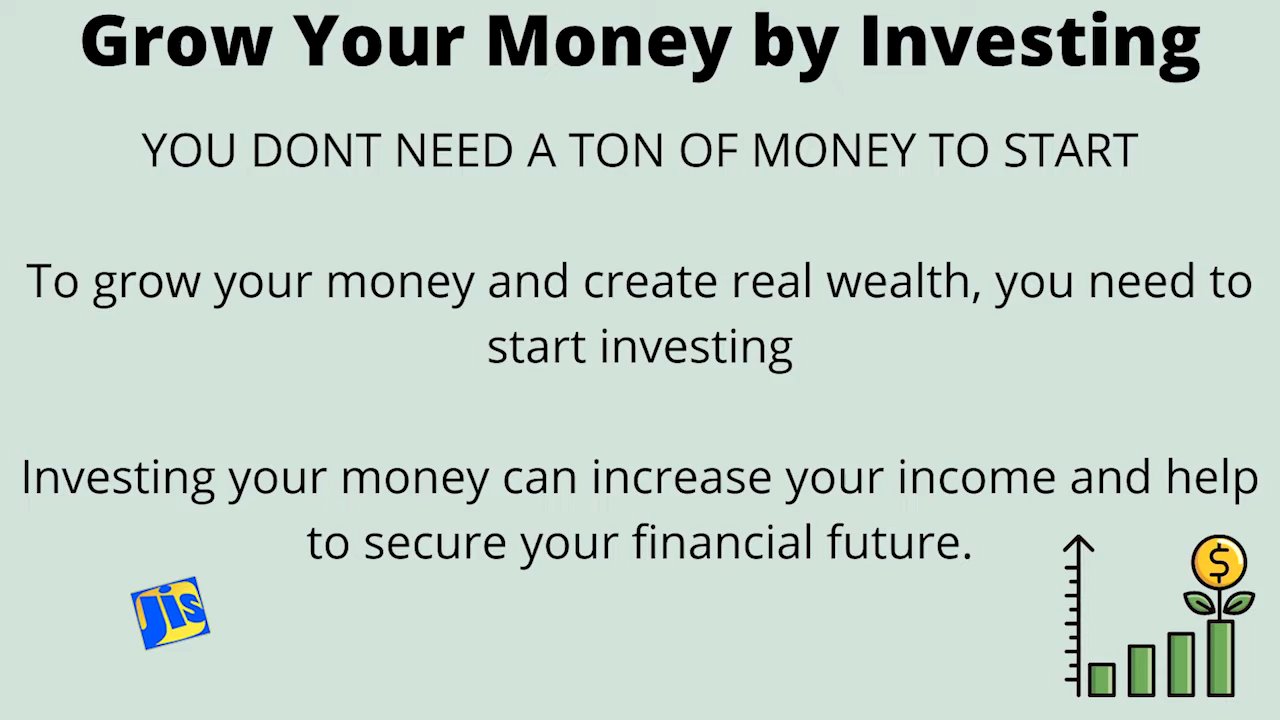 Grow Your Money by Investing
YOU DONT NEED A TON OF MONEY TO START
To grow your money and create real wealth, you need to
start investing
Investing your money can increase your income and help
to secure your financial future.
$
jis